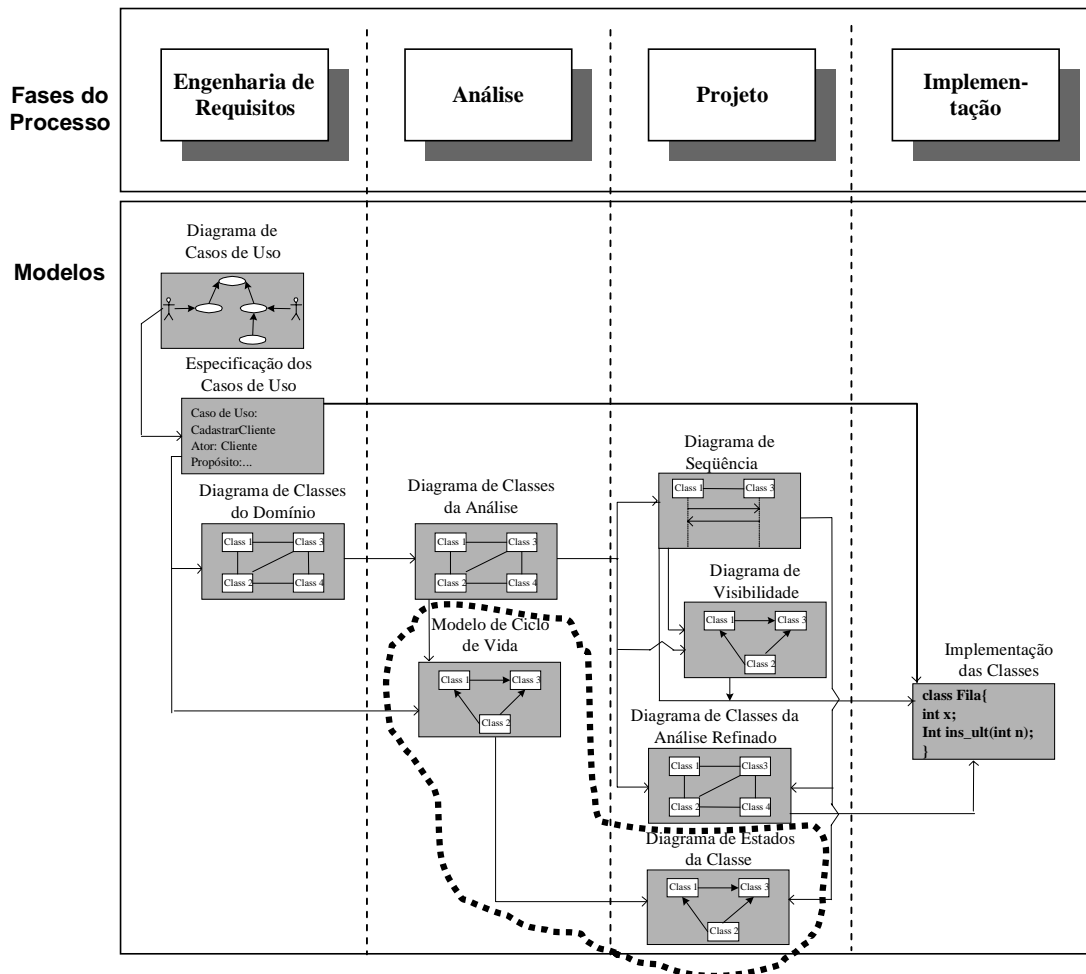 Fases do
Processo
Engenharia de
Requisitos
Análise
Projeto
Implemen-
tação
Modelos
Diagrama de
Casos de Uso
Especificação dos
Casos de Uso
Caso de Uso:
CadastrarCliente
Ator: Cliente
Propósito:...
Diagrama de Classes
do Domínio
Class 1
Class 3
Class 2
Class 4
Diagrama de Classes
da Análise
Class 1
Class 3
Class 2
Class 4
Modelo de Ciclo
de Vida
Class 1
Class 3
Class 2
Diagrama de
Seqüência
Class 1
Class 3
Diagrama de
Visibilidade
Class 1
Class 3
Class 2
Diagrama de Classes da
Análise Refinado
Class 1
Class3
Class 2
Class 4
Diagrama de Estados
da Classe
Class 1
Class 3
Class 2
Implementação
das Classes
class Fila{
int x;
Int ins_ult(int n);
}